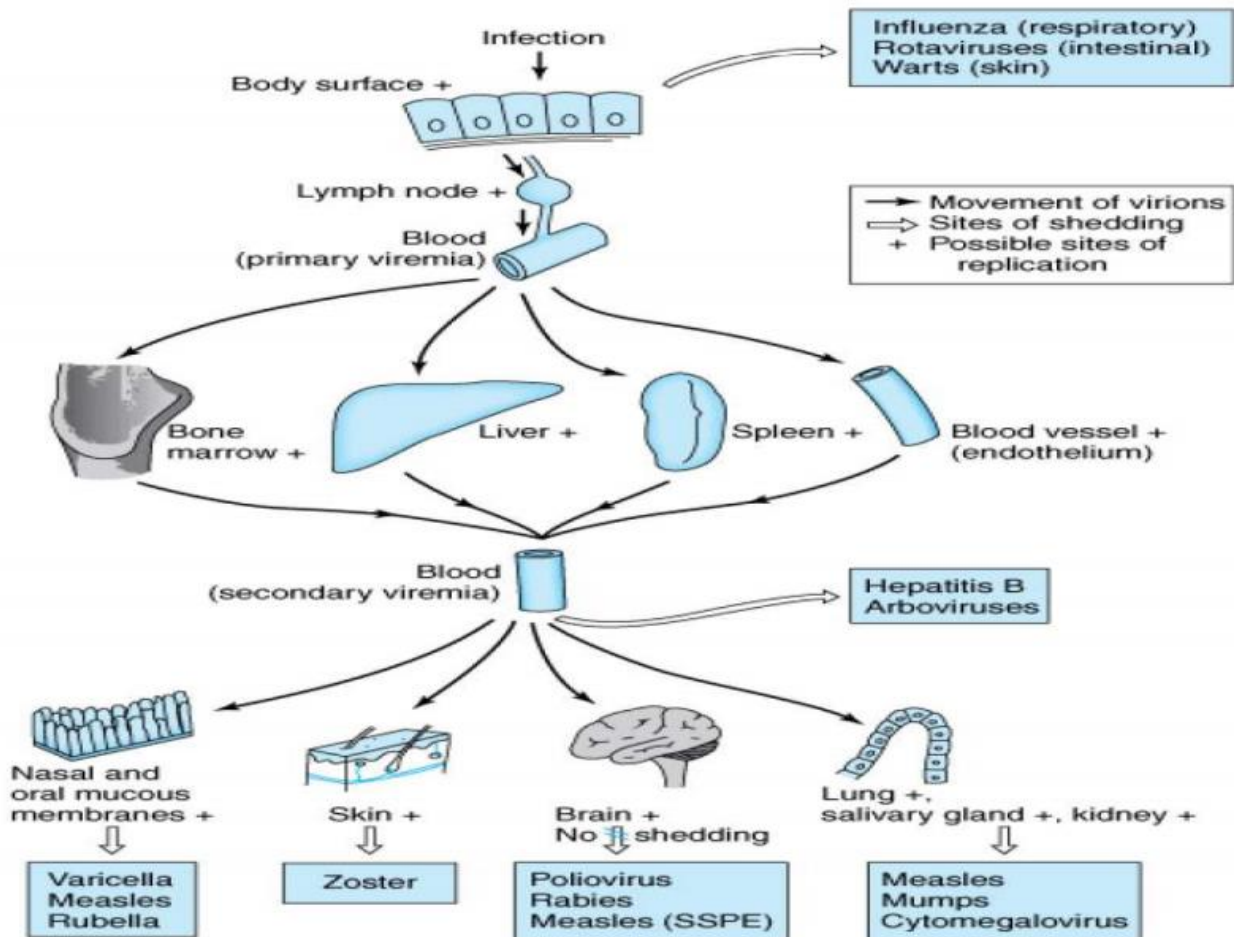 Infection
Body surface +
Influenza (respiratory)
Rotaviruses (intestinal)
Warts (skin)
Lymph node +
Blood
(primary viremia)
Movement of virions
Sites of shedding
+ Possible sites of
replication
Bone
marrow +
Liver +
Spleen +
Blood vessel +
(endothelium)
Blood
(secondary viremia)
Hepatitis B
Arboviruses
Nasal and
oral mucous
membranes +
Skin +
Brain +
No shedding
Lung +,
salivary gland +, kidney +
Varicella
Measles
Rubella
Zoster
Poliovirus
Rabies
Measles (SSPE)
Measles
Mumps
Cytomegalovirus